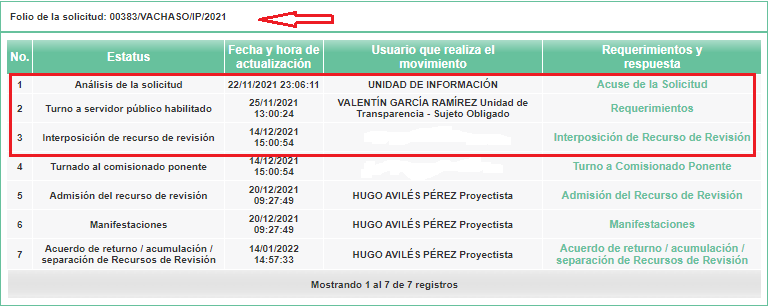 Folio de la solicitud: 00383/VACHASO/IP/2021
No. Estatus Fecha y hora de actualización Usuario que realiza el movimiento Requerimientos y respuesta
1 Análisis de la solicitud 22/11/2021 23:06:11 UNIDAD DE INFORMACIÓN Acuse de la Solicitud
2 Turno a servidor público habilitado 25/11/2021 13:00:24 VALENTÍN GARCÍA RAMÍREZ Unidad de Transparencia - Sujeto Obligado Requerimientos
3 Interposición de recurso de revisión 14/12/2021 15:00:54 Interposición de Recurso de Revisión
4 Turnado al comisionado ponente 14/12/2021 15:00:54 Turno a Comisionado Ponente
5 Admisión del recurso de revisión 20/12/2021 09:27:49 HUGO AVILÉS PÉREZ Proyectista Admisión del Recurso de Revisión
6 Manifestaciones 20/12/2021 09:27:49 HUGO AVILÉS PÉREZ Proyectista Manifestaciones
7 Acuerdo de returno / acumulación / separación de Recursos de Revisión 14/01/2022 14:57:33 HUGO AVILÉS PÉREZ Proyectista Acuerdo de returno / acumulación / separación de Recursos de Revisión
Mostrando 1 al 7 de 7 registros